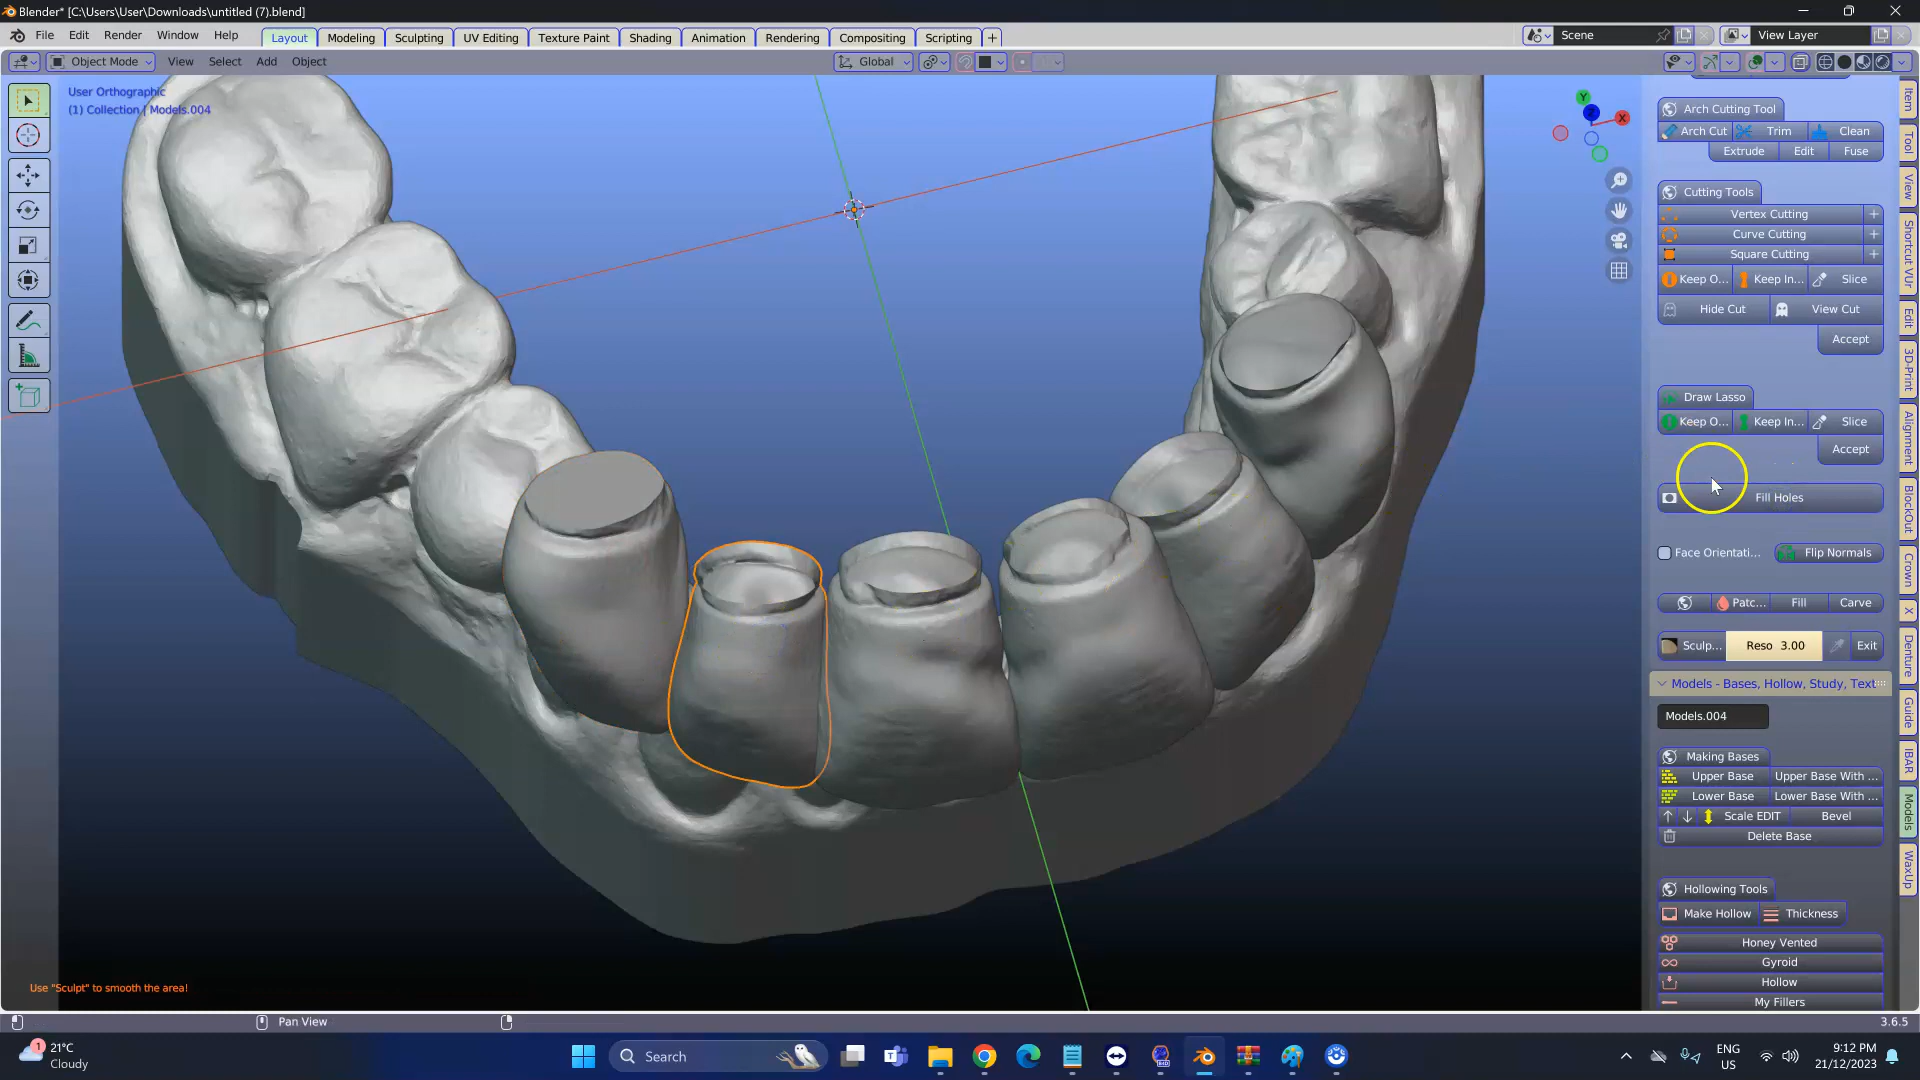 Blender* [C:\Users\User\Downloads\untitled (7).blend]
File Edit Render Window Help Layout Modeling Sculpting UV Editing Texture Paint Shading Animation Rendering Compositing Scripting + Scene View Layer
Object Mode View Select Add Object Global
User Orthographic
(1) Collection | Models.004
Y
Z
X
Arch Cutting Tool
Arch Cut Trim Clean
Extrude Edit Fuse
Cutting Tools
Vertex Cutting +
Curve Cutting +
Square Cutting +
Keep O... Keep In... Slice
Hide Cut View Cut
Accept
Draw Lasso
Keep O... Keep In... Slice
Accept
Fill Holes
Face Orientati... Flip Normals
Patc... Fill Carve
Sculp... Reso 3.00 Exit
Models - Bases, Hollow, Study, Text
Models.004
Making Bases
Upper Base Upper Base With ...
Lower Base Lower Base With ...
Scale EDIT Bevel
Delete Base
Hollowing Tools
Make Hollow Thickness
Honey Vented
Gyroid
Hollow
My Fillers
Item
Tool
View
Shortcut VUr
Edit
3D-Print
Alignment
BlockOut
Crown
X
Denture
Guide
IBAR
Models
WaxUp
Use "Sculpt" to smooth the area!
Pan View
3.6.5
1
21°C
Cloudy
Search
ENG
US
9:12 PM
21/12/2023